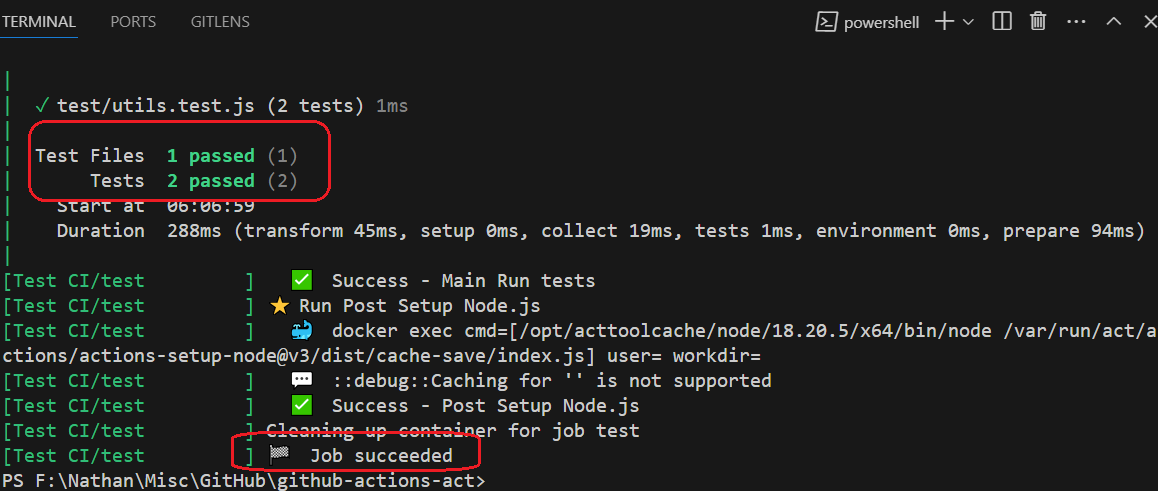 TERMINAL PORTS GITLENS powershell
✓ test/utils.test.js (2 tests) 1ms
Test Files 1 passed (1)
Tests 2 passed (2)
Start at 06:06:59
Duration 288ms (transform 45ms, setup 0ms, collect 19ms, tests 1ms, environment 0ms, prepare 94ms)
[Test CI/test ] ✅ Success - Main Run tests
[Test CI/test ] ⭐ Run Post Setup Node.js
[Test CI/test ] 🐳 docker exec cmd=[/opt/acttoolcache/node/18.20.5/x64/bin/node /var/run/act/a
ctions/actions-setup-node@v3/dist/cache-save/index.js] user= workdir=
[Test CI/test ] 💬 ::debug::Caching for '' is not supported
[Test CI/test ] ✅ Success - Post Setup Node.js
[Test CI/test ] Cleaning up container for job test
[Test CI/test ] 🏁 Job succeeded
PS F:\Nathan\Misc\GitHub\github-actions-act>